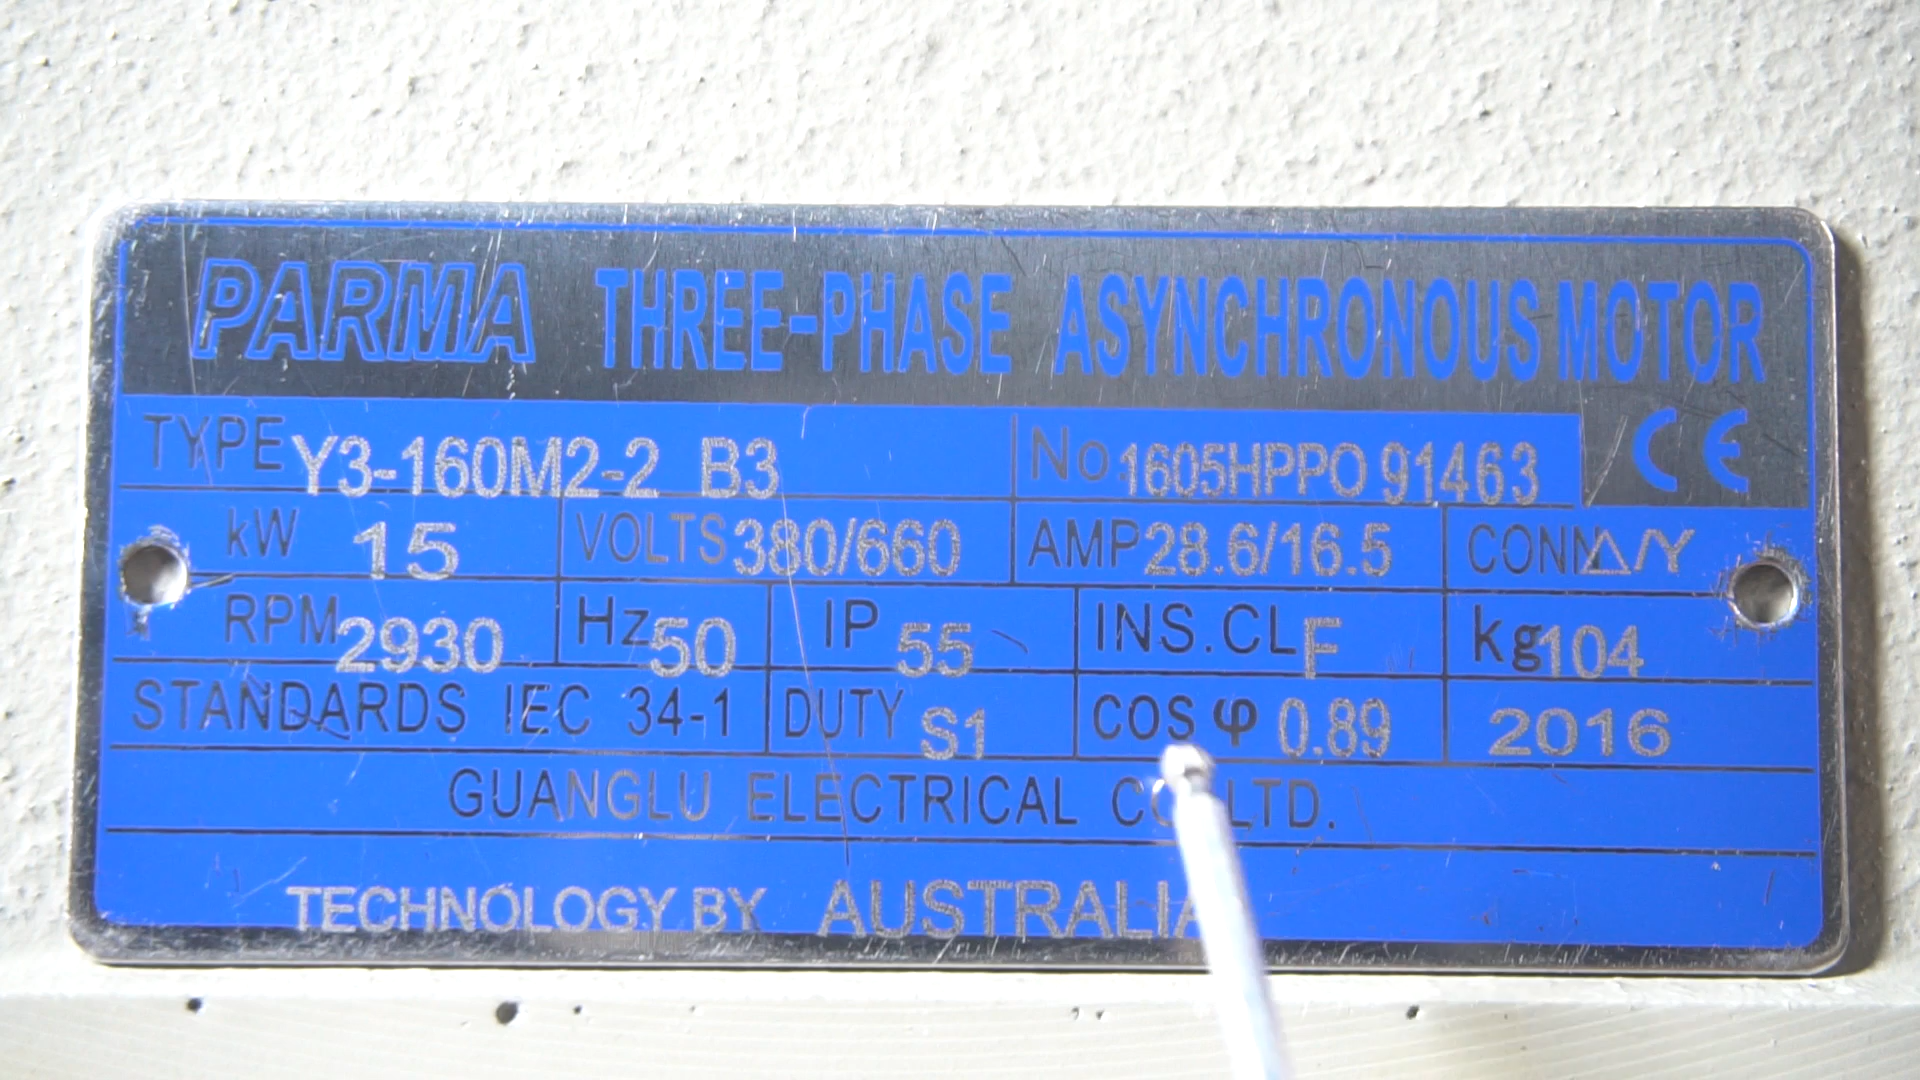 PARMA THREE-PHASE ASYNCHRONOUS MOTOR
TYPE Y3-160M2-2 B3 No 1605HPPO 91463 CE
kW 15 VOLTS 380/660 AMP 28.6/16.5 CONN △/Y
RPM 2930 Hz 50 IP 55 INS.CL F kg 104
STANDARDS IEC 34-1 DUTY S1 COS φ 0.89 2016
GUANGLU ELECTRICAL LTD.
TECHNOLOGY BY AUSTRALIA